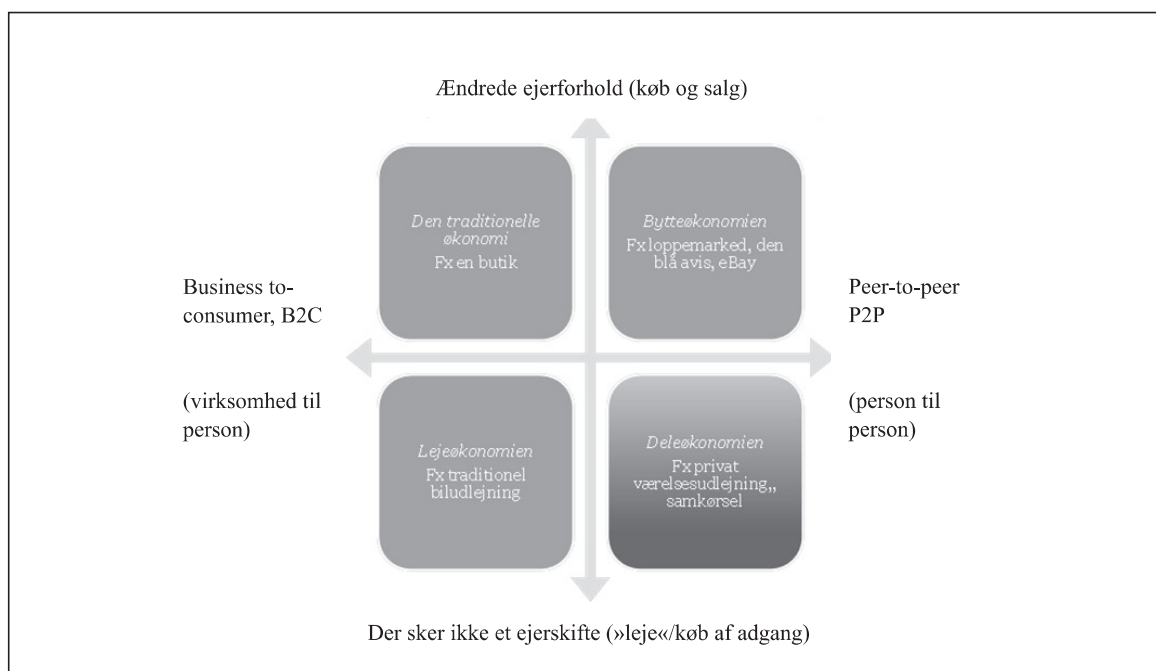 Ændrede ejerforhold (køb og salg)
Den traditionelle
økonomi
Fx en butik
Bytteøkonomien
Fx loppemarked, den
blå avis, eBay
Business to-
consumer, B2C
Peer-to-peer
P2P
(virksomhed til
person)
(person til
person)
Lejeøkonomien
Fx traditionel
biludlejning
Deleøkonomien
Fx privat
værelsesudlejning,,
samkørsel
Der sker ikke et ejerskifte (»leje«/køb af adgang)